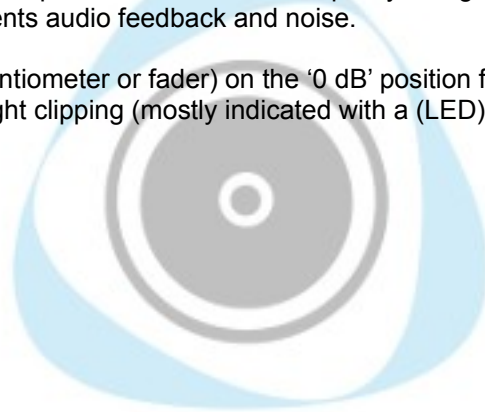 ents audio feedback and noise.
ntiometer or fader) on the ‘0 dB’ position f
ght clipping (mostly indicated with a (LED)